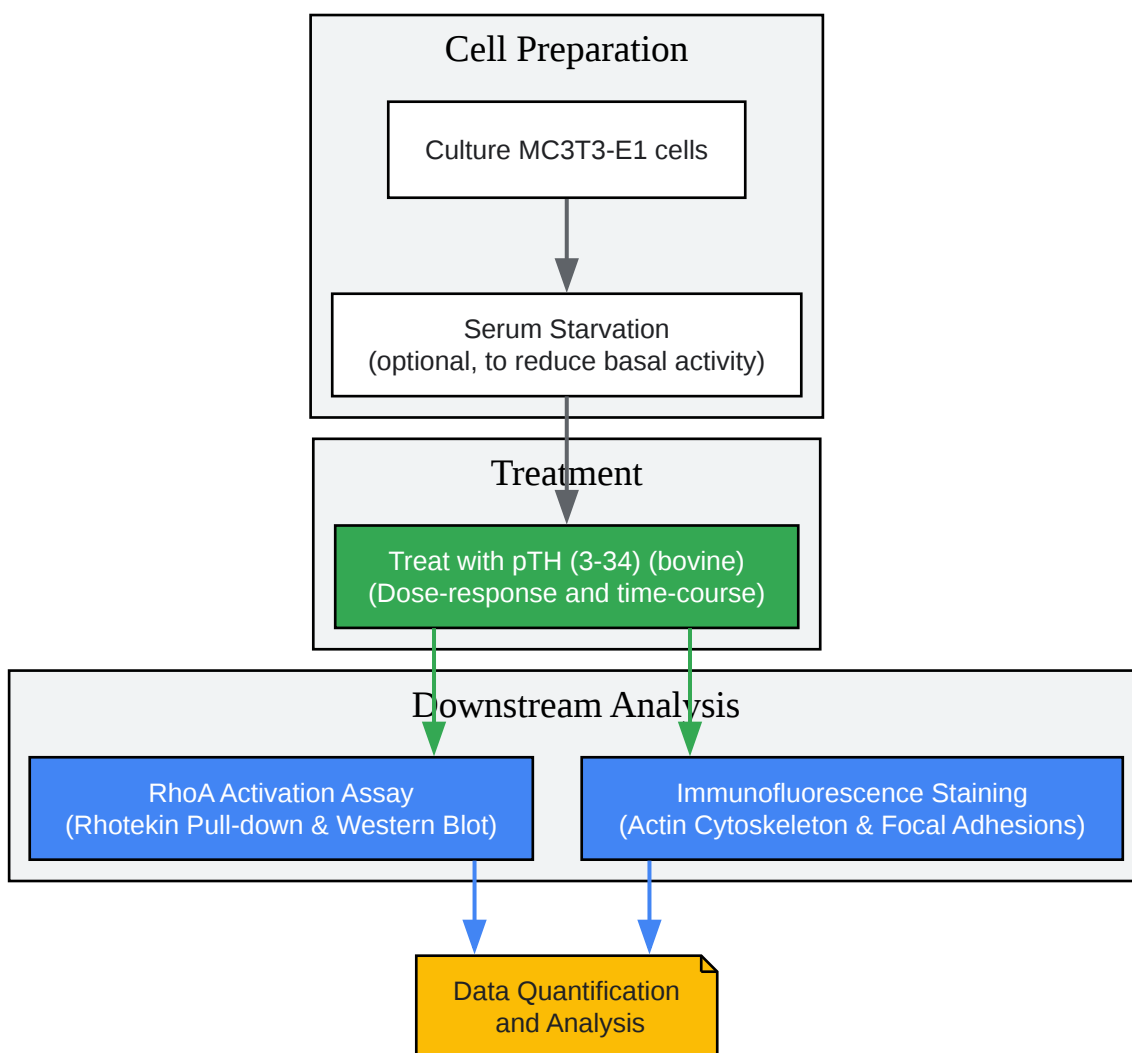 Cell Preparation
Culture MC3T3-E1 cells
Serum Starvation
(optional, to reduce basal activity)
Treatment
Treat with pTH (3-34) (bovine)
(Dose-response and time-course)
Downstream Analysis
RhoA Activation Assay
(Rhotekin Pull-down & Western Blot)
Immunofluorescence Staining
(Actin Cytoskeleton & Focal Adhesions)
Data Quantification
and Analysis